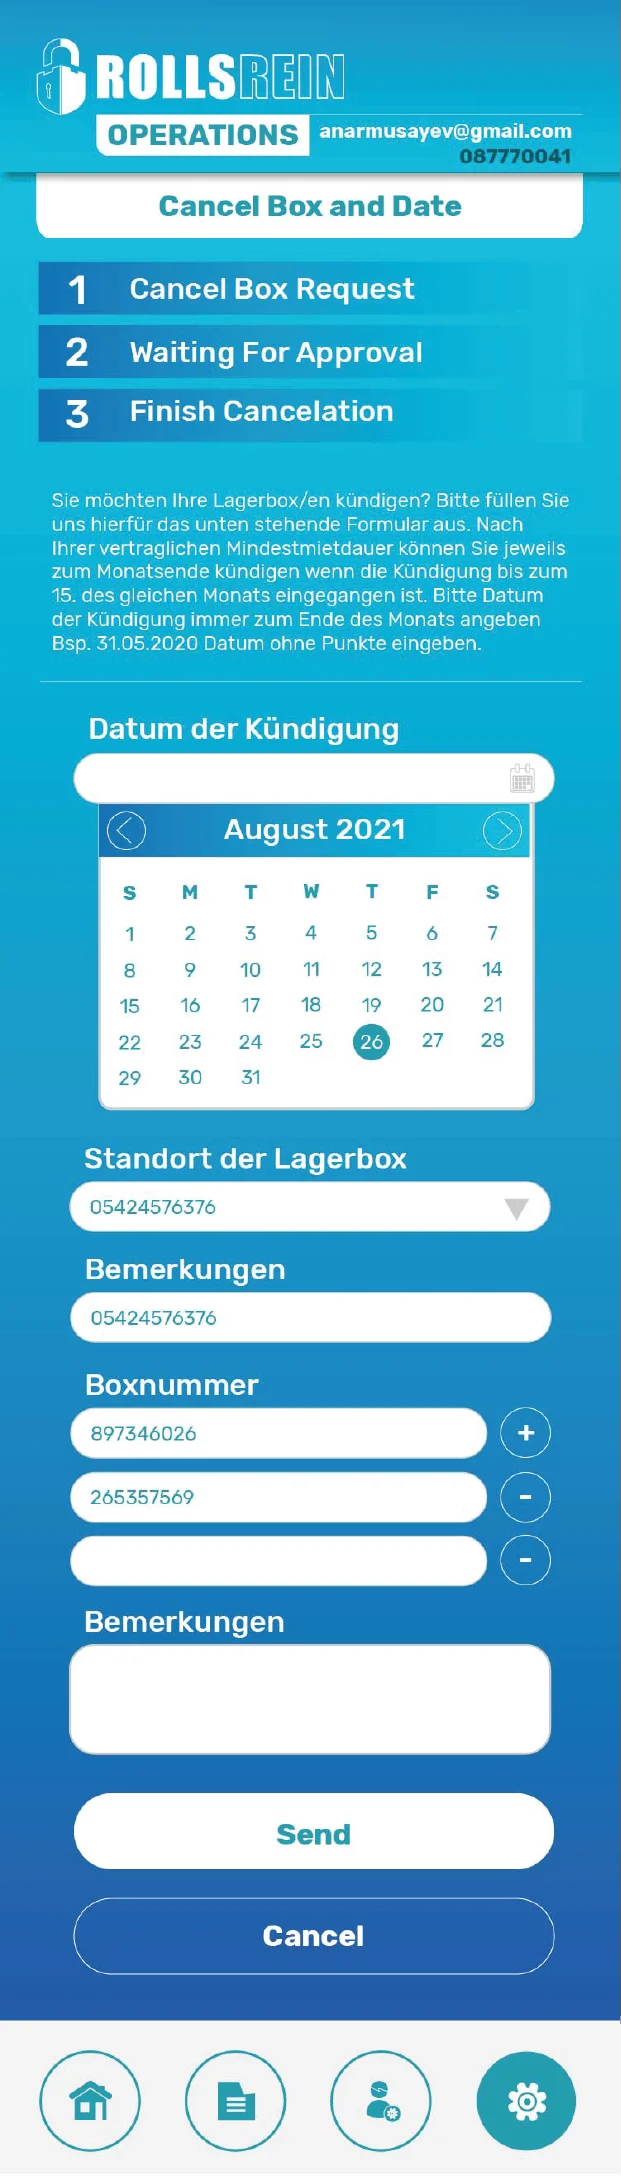 ROLLSREIN
OPERATIONS anarmusayev@gmail.com
087770041
Cancel Box and Date
1 Cancel Box Request
2 Waiting For Approval
3 Finish Cancelation
Sie möchten Ihre Lagerbox/en kündigen? Bitte füllen Sie
uns hierfür das unten stehende Formular aus. Nach
Ihrer vertraglichen Mindestmietdauer können Sie jeweils
zum Monatsende kündigen wenn die Kündigung bis zum
15. des gleichen Monats eingegangen ist. Bitte Datum
der Kündigung immer zum Ende des Monats angeben
Bsp. 31.05.2020 Datum ohne Punkte eingeben.
Datum der Kündigung
August 2021
S M T W T F S
1 2 3 4 5 6 7
8 9 10 11 12 13 14
15 16 17 18 19 20 21
22 23 24 25 26 27 28
29 30 31
Standort der Lagerbox
05424576376
Bemerkungen
05424576376
Boxnummer
897346026 +
265357569 -
-
Bemerkungen
Send
Cancel